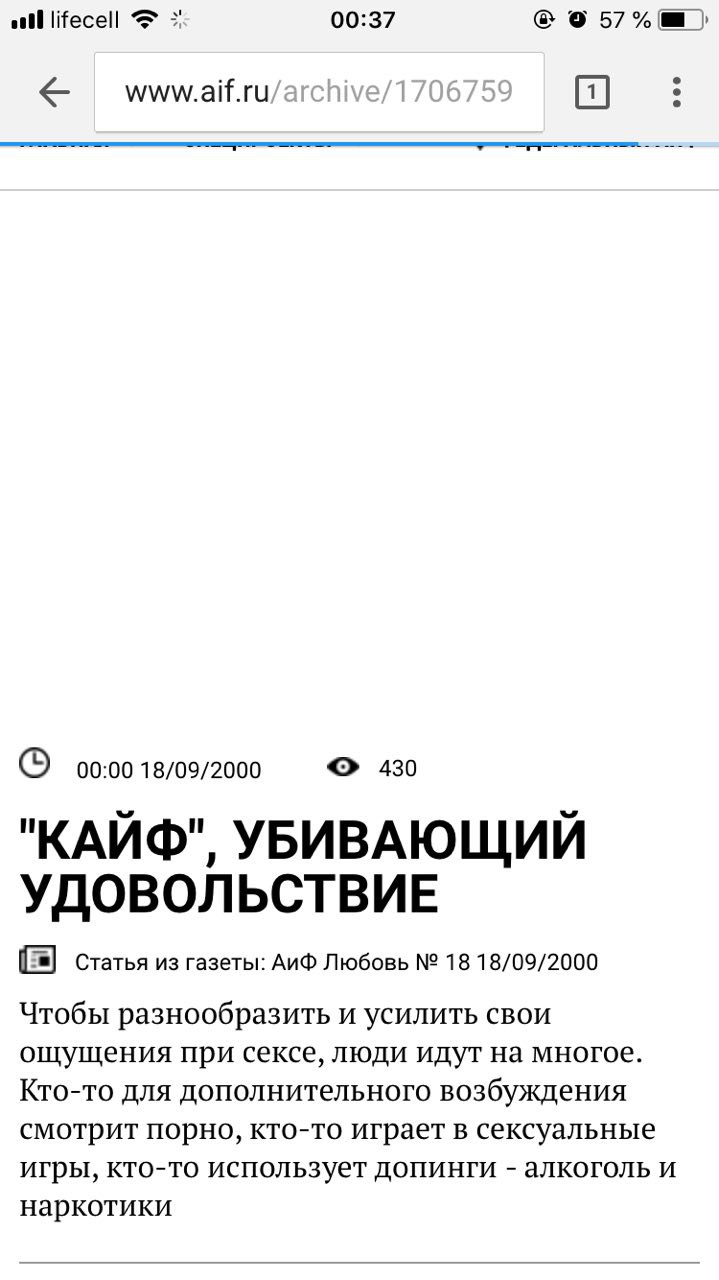 lifecell 00:37 57 %
www.aif.ru/archive/1706759 1
00:00 18/09/2000 430
"КАЙФ", УБИВАЮЩИЙ
УДОВОЛЬСТВИЕ
Статья из газеты: АиФ Любовь № 18 18/09/2000
Чтобы разнообразить и усилить свои
ощущения при сексе, люди идут на многое.
Кто-то для дополнительного возбуждения
смотрит порно, кто-то играет в сексуальные
игры, кто-то использует допинги - алкоголь и
наркотики